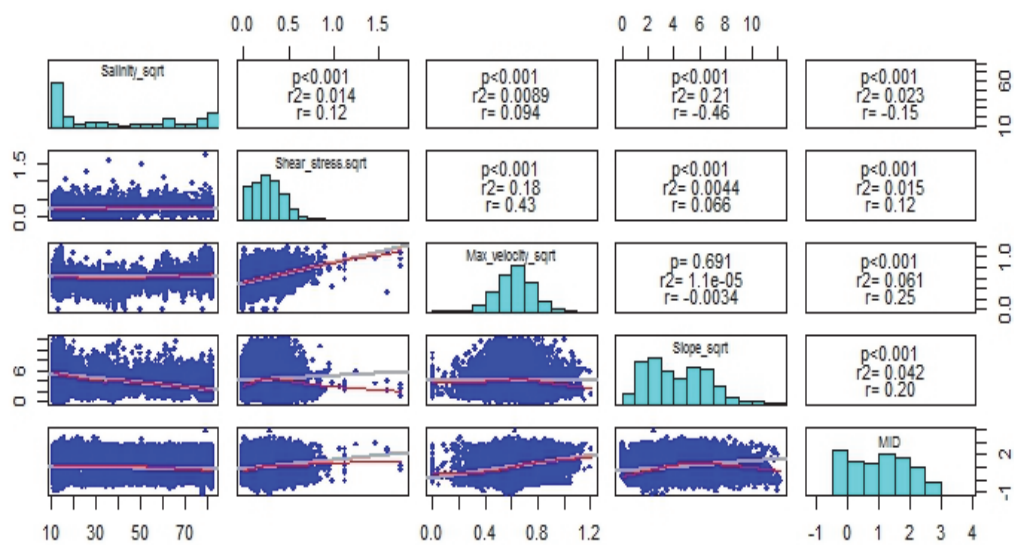 0.0 0.5 1.0 1.5
0 2 4 6 8 10
Salinity_sqrt
p<0.001
r2= 0.014
r= 0.12
p<0.001
r2= 0.0089
r= 0.094
p<0.001
r2= 0.21
r= -0.46
p<0.001
r2= 0.023
r= -0.15
10 60
0.0 1.5
Shear_stress.sqrt
p<0.001
r2= 0.18
r= 0.43
p<0.001
r2= 0.0044
r= 0.066
p<0.001
r2= 0.015
r= 0.12
Max_velocity_sqrt
p= 0.691
r2= 1.1e-05
r= -0.0034
p<0.001
r2= 0.061
r= 0.25
0.0 1.0
0 6
Slope_sqrt
p<0.001
r2= 0.042
r= 0.20
MID
-1 2
10 30 50 70
0.0 0.4 0.8 1.2
-1 0 1 2 3 4